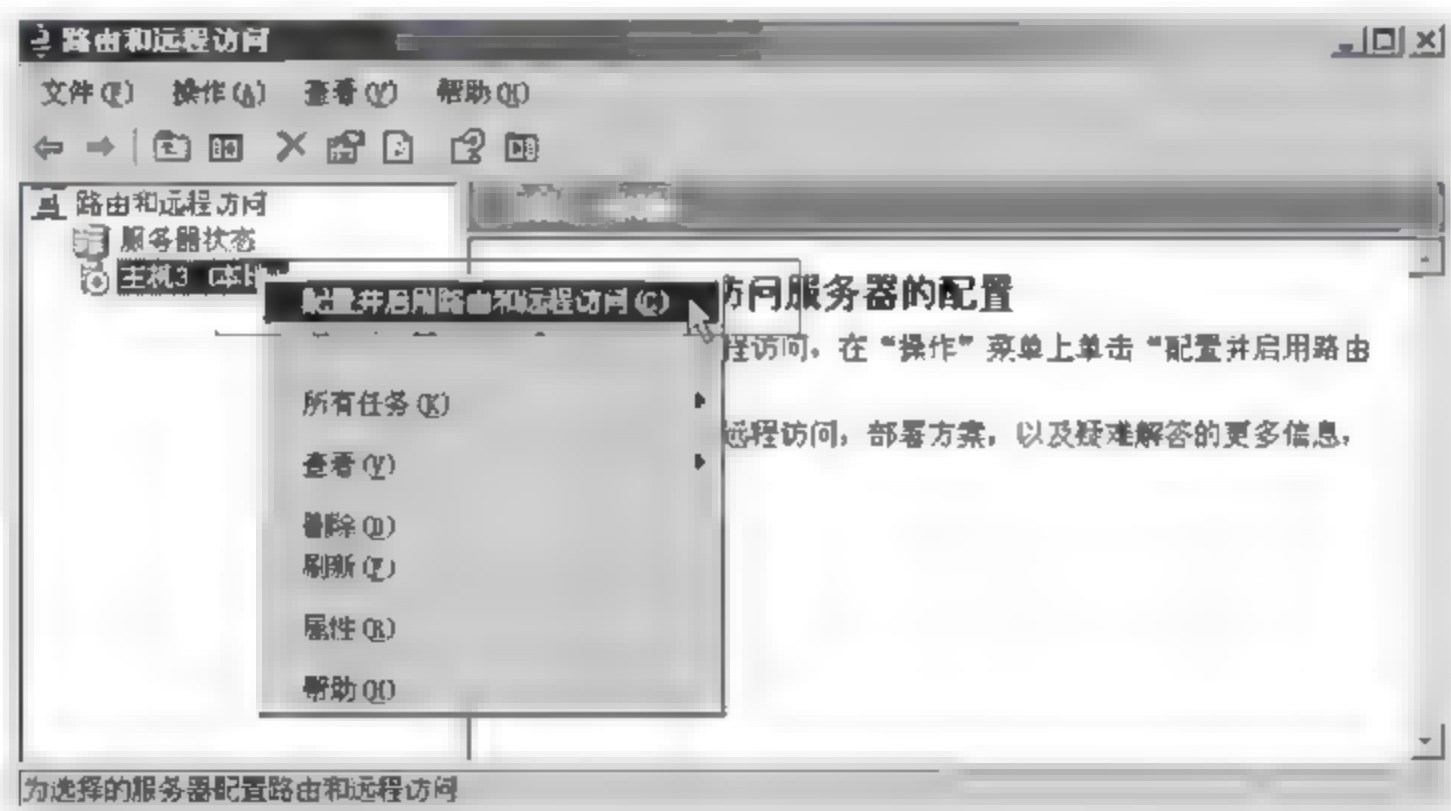 路由和远程访问
文件(F) 操作(A) 查看(V) 帮助(H)
路由和远程访问
服务器状态
主机3 (本地
配置并启用路由和远程访问(C)
所有任务(K)
查看(V)
删除(D)
刷新(F)
属性(R)
帮助(H)
访问服务器的配置
程访问,在“操作”菜单上单击“配置并启用路由
远程访问,部署方案,以及疑难解答的更多信息,
为选择的服务器配置路由和远程访问